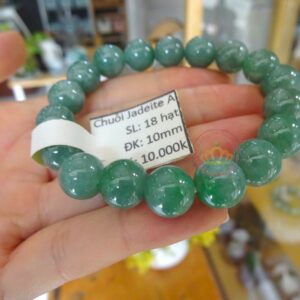 Chuỗi Jadeite A
SL: 18 hạt
ĐK: 10mm
: 10.000k